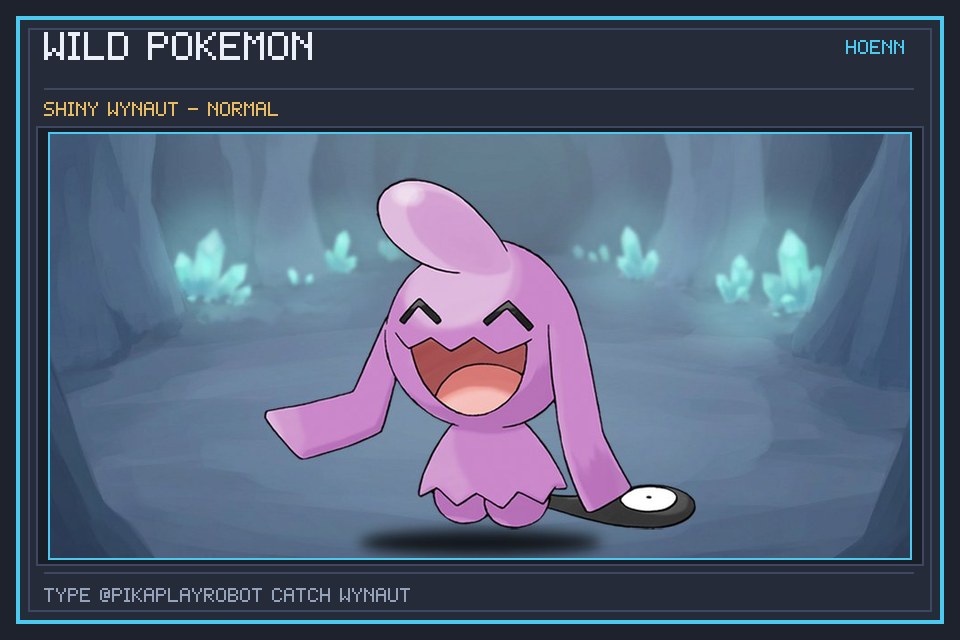 WILD POKEMON
HOENN
SHINY WYNAUT - NORMAL
TYPE @PIKAPLAYROBOT CATCH WYNAUT